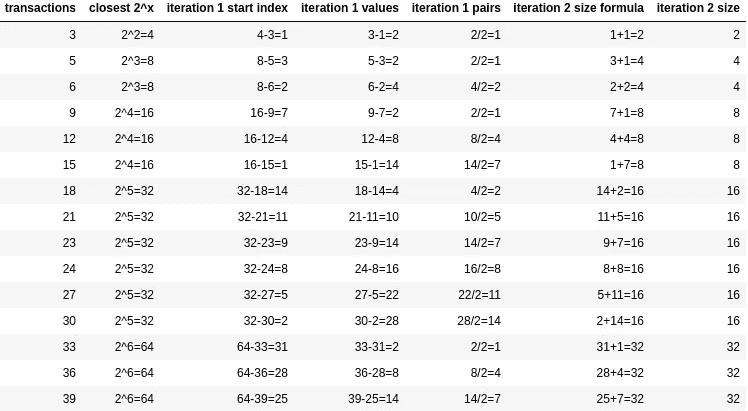 transactions closest 2^x iteration 1 start index iteration 1 values iteration 1 pairs iteration 2 size formula iteration 2 size
3 2^2=4 4-3=1 3-1=2 2/2=1 1+1=2 2
5 2^3=8 8-5=3 5-3=2 2/2=1 3+1=4 4
6 2^3=8 8-6=2 6-2=4 4/2=2 2+2=4 4
9 2^4=16 16-9=7 9-7=2 2/2=1 7+1=8 8
12 2^4=16 16-12=4 12-4=8 8/2=4 4+4=8 8
15 2^4=16 16-15=1 15-1=14 14/2=7 1+7=8 8
18 2^5=32 32-18=14 18-14=4 4/2=2 14+2=16 16
21 2^5=32 32-21=11 21-11=10 10/2=5 11+5=16 16
23 2^5=32 32-23=9 23-9=14 14/2=7 9+7=16 16
24 2^5=32 32-24=8 24-8=16 16/2=8 8+8=16 16
27 2^5=32 32-27=5 27-5=22 22/2=11 5+11=16 16
30 2^5=32 32-30=2 30-2=28 28/2=14 2+14=16 16
33 2^6=64 64-33=31 33-31=2 2/2=1 31+1=32 32
36 2^6=64 64-36=28 36-28=8 8/2=4 28+4=32 32
39 2^6=64 64-39=25 39-25=14 14/2=7 25+7=32 32